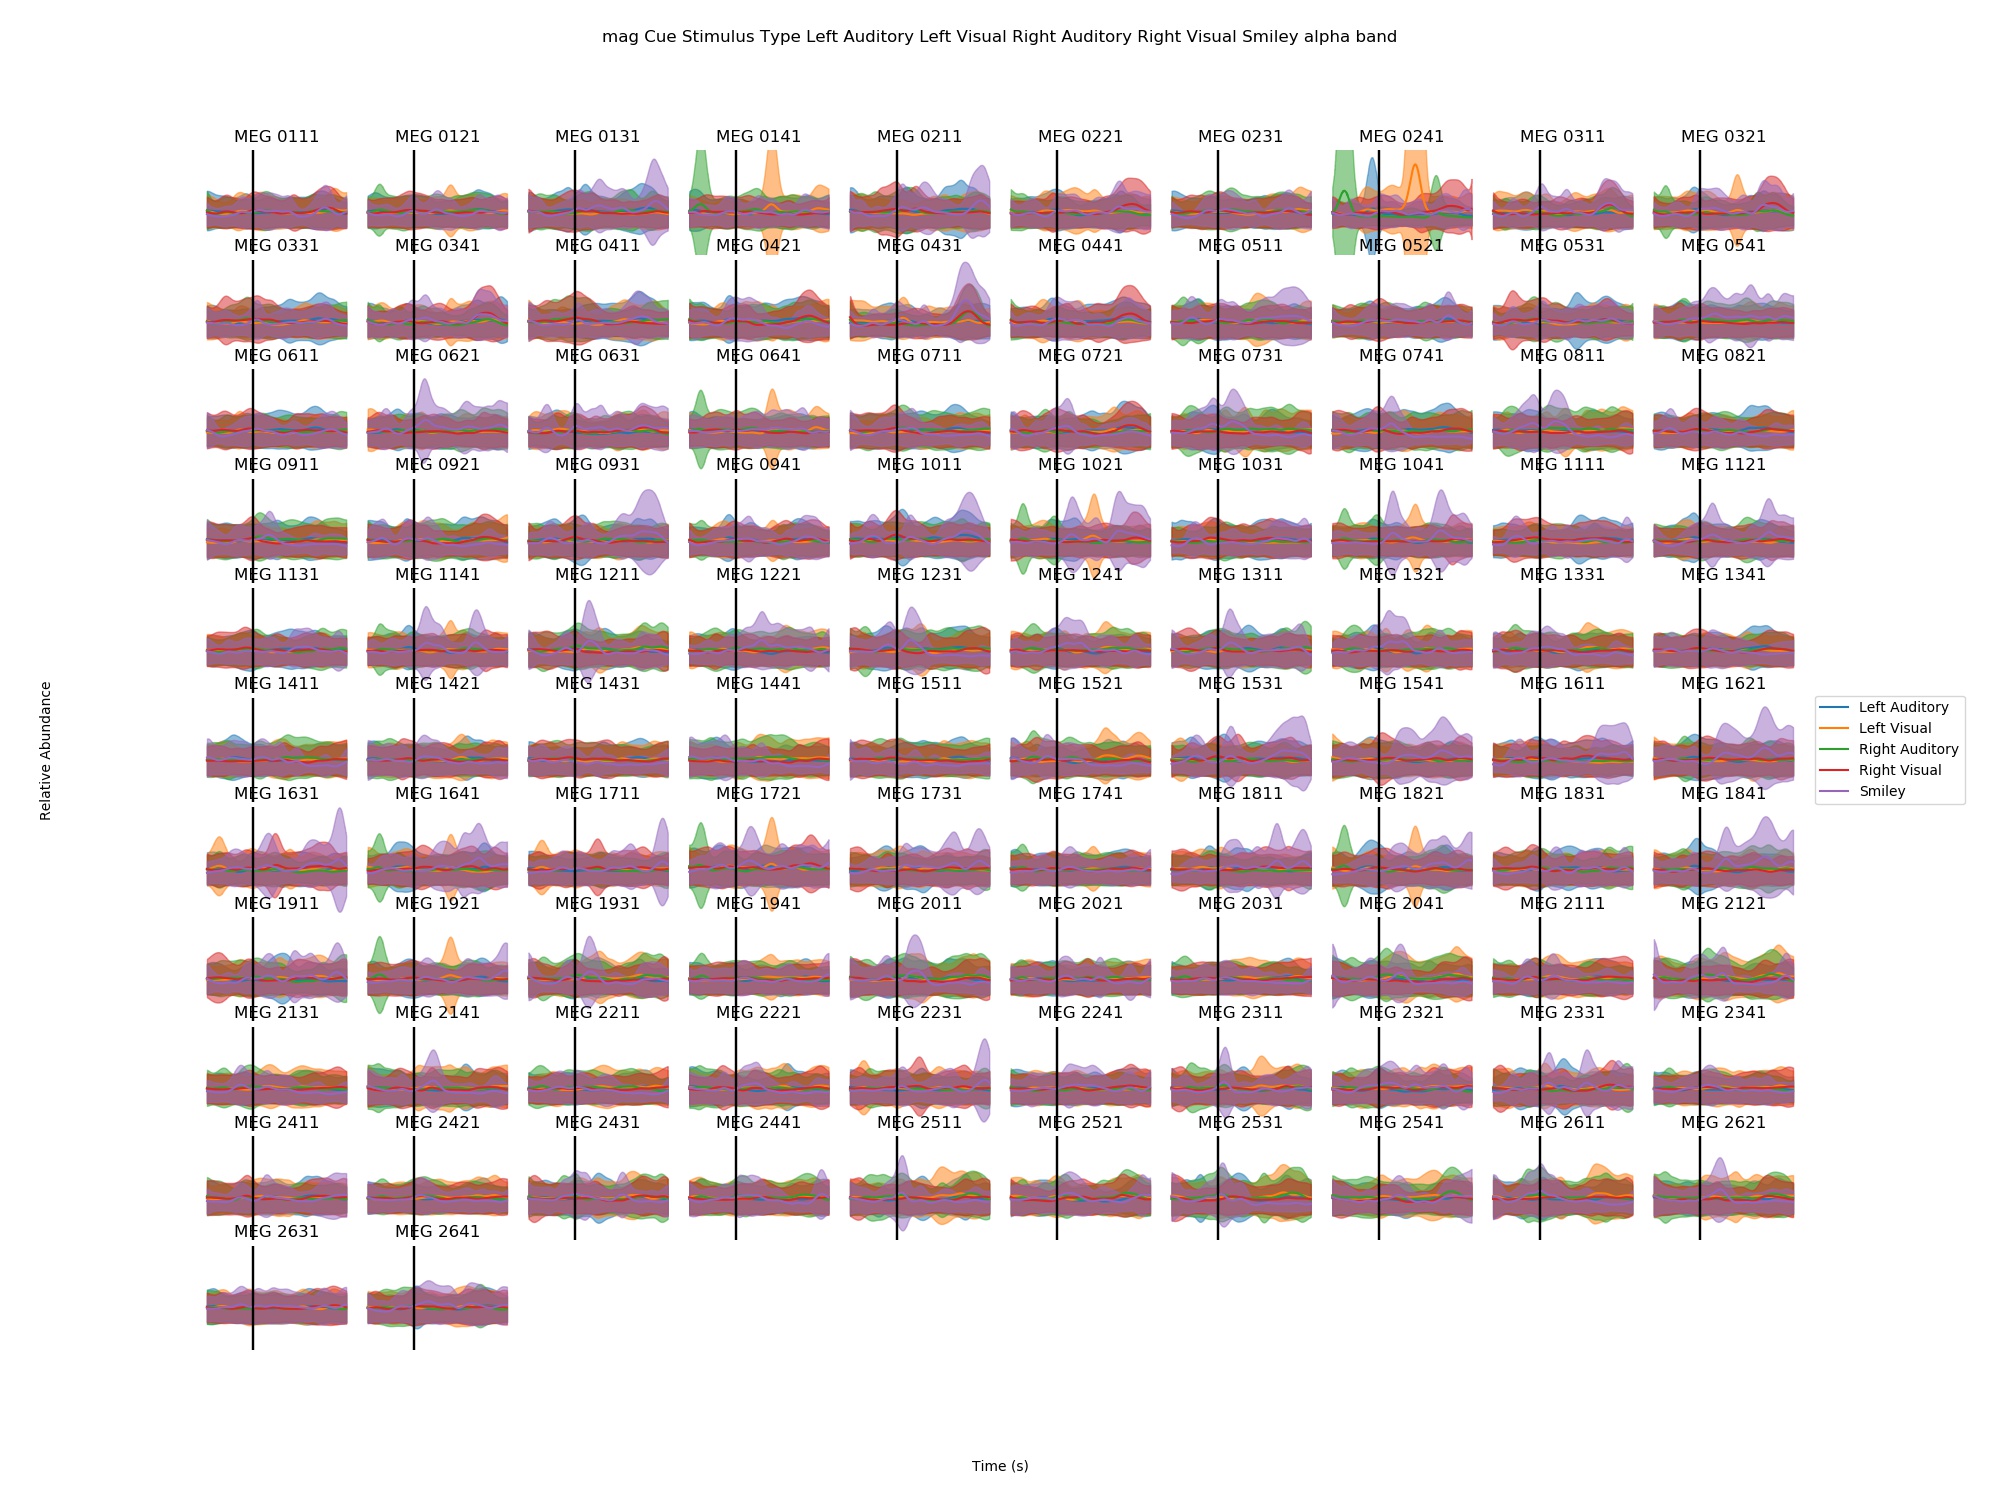 mag Cue Stimulus Type Left Auditory Left Visual Right Auditory Right Visual Smiley alpha band
MEG 0111 MEG 0121 MEG 0131 MEG 0141 MEG 0211 MEG 0221 MEG 0231 MEG 0241 MEG 0311 MEG 0321
MEG 0331 MEG 0341 MEG 0411 MEG 0421 MEG 0431 MEG 0441 MEG 0511 MEG 0521 MEG 0531 MEG 0541
MEG 0611 MEG 0621 MEG 0631 MEG 0641 MEG 0711 MEG 0721 MEG 0731 MEG 0741 MEG 0811 MEG 0821
MEG 0911 MEG 0921 MEG 0931 MEG 0941 MEG 1011 MEG 1021 MEG 1031 MEG 1041 MEG 1111 MEG 1121
MEG 1131 MEG 1141 MEG 1211 MEG 1221 MEG 1231 MEG 1241 MEG 1311 MEG 1321 MEG 1331 MEG 1341
MEG 1411 MEG 1421 MEG 1431 MEG 1441 MEG 1511 MEG 1521 MEG 1531 MEG 1541 MEG 1611 MEG 1621
MEG 1631 MEG 1641 MEG 1711 MEG 1721 MEG 1731 MEG 1741 MEG 1811 MEG 1821 MEG 1831 MEG 1841
MEG 1911 MEG 1921 MEG 1931 MEG 1941 MEG 2011 MEG 2021 MEG 2031 MEG 2041 MEG 2111 MEG 2121
MEG 2131 MEG 2141 MEG 2211 MEG 2221 MEG 2231 MEG 2241 MEG 2311 MEG 2321 MEG 2331 MEG 2341
MEG 2411 MEG 2421 MEG 2431 MEG 2441 MEG 2511 MEG 2521 MEG 2531 MEG 2541 MEG 2611 MEG 2621
MEG 2631 MEG 2641
Relative Abundance
Left Auditory
Left Visual
Right Auditory
Right Visual
Smiley
Time (s)